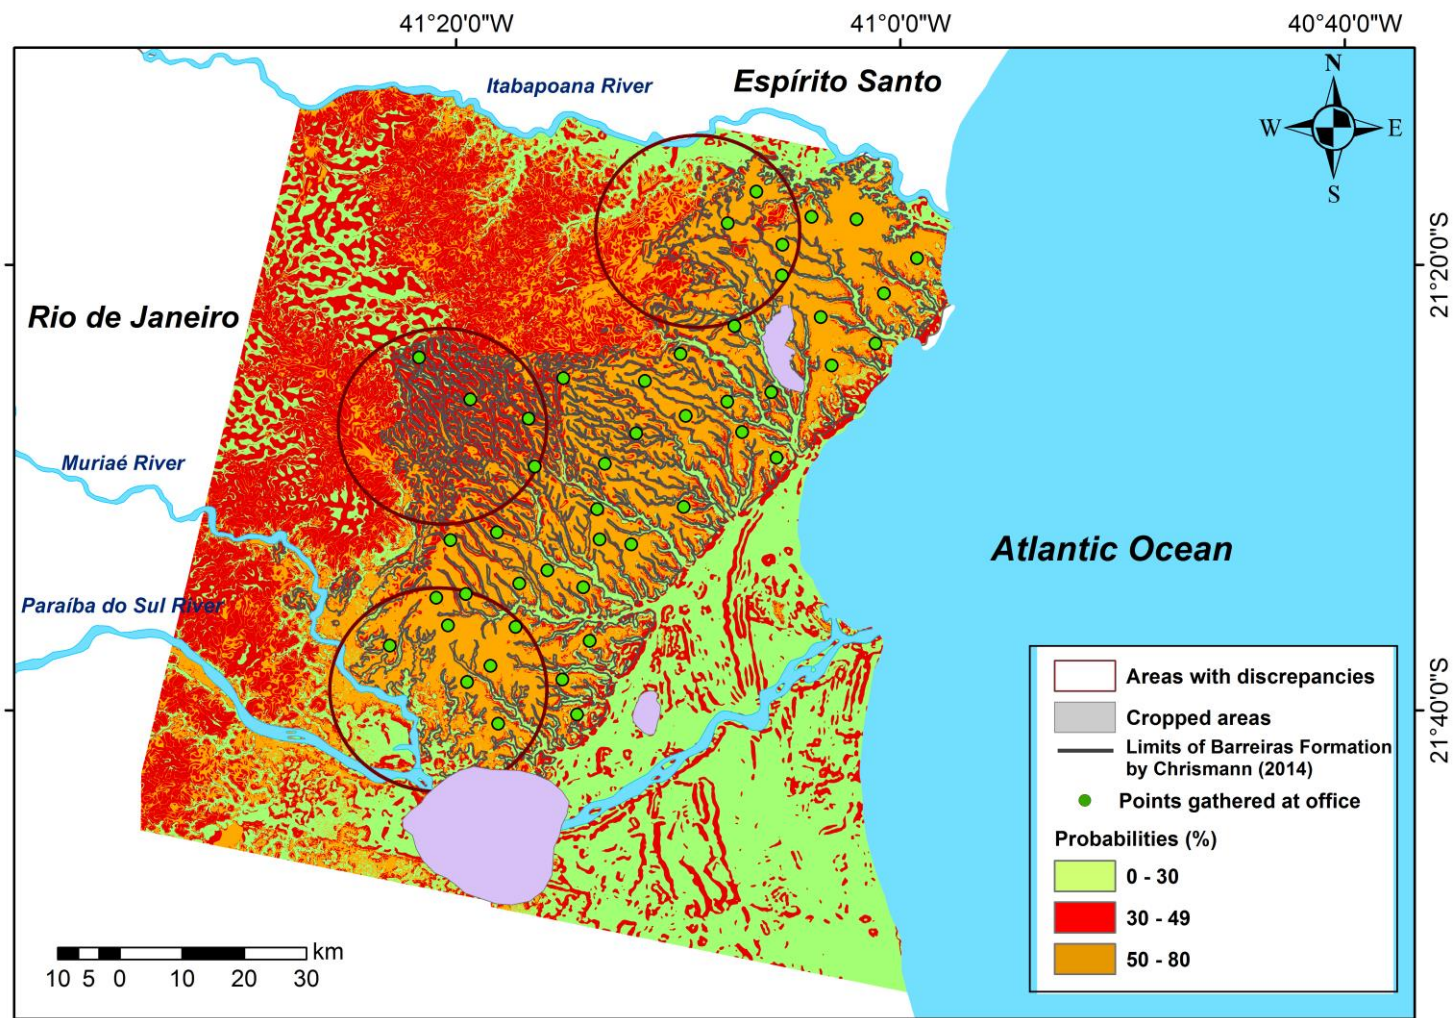 41°20'0"W
41°0'0"W
40°40'0"W
Itabapoana River
Espírito Santo
N
W
E
S
21°20'0"S
Rio de Janeiro
Muriaé River
Atlantic Ocean
Paraíba do Sul River
21°40'0"S
Areas with discrepancies
Cropped areas
Limits of Barreiras Formation
by Chrismann (2014)
Points gathered at office
Probabilities (%)
0 - 30
30 - 49
50 - 80
km
10 5 0 10 20 30